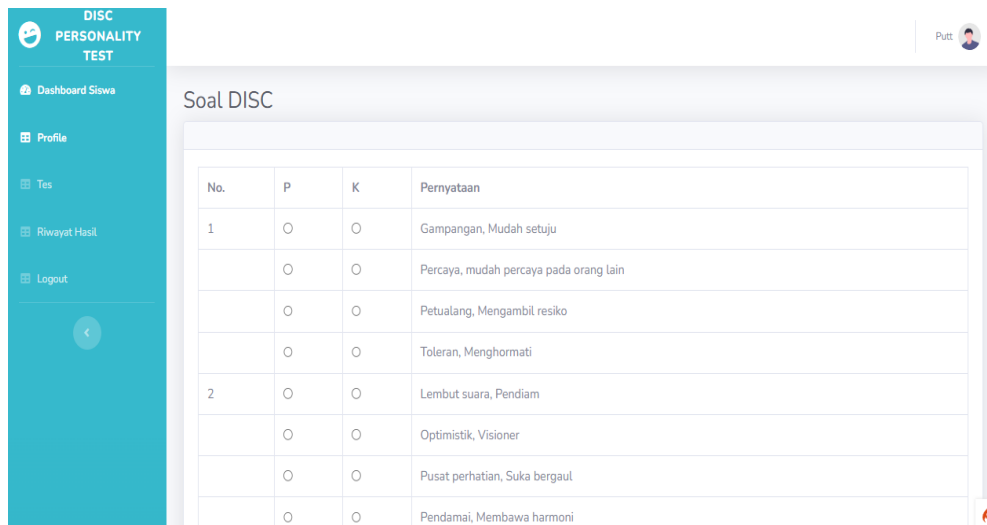 DISC
PERSONALITY
TEST
Putt
Dashboard Siswa
Profile
Tes
Riwayat Hasil
Logout
Soal DISC
No. P K Pernyataan
1 Gampangan, Mudah setuju
Percaya, mudah percaya pada orang lain
Petualang, Mengambil resiko
Toleran, Menghormati
2 Lembut suara, Pendiam
Optimistik, Visioner
Pusat perhatian, Suka bergaul
Pendamai, Membawa harmoni